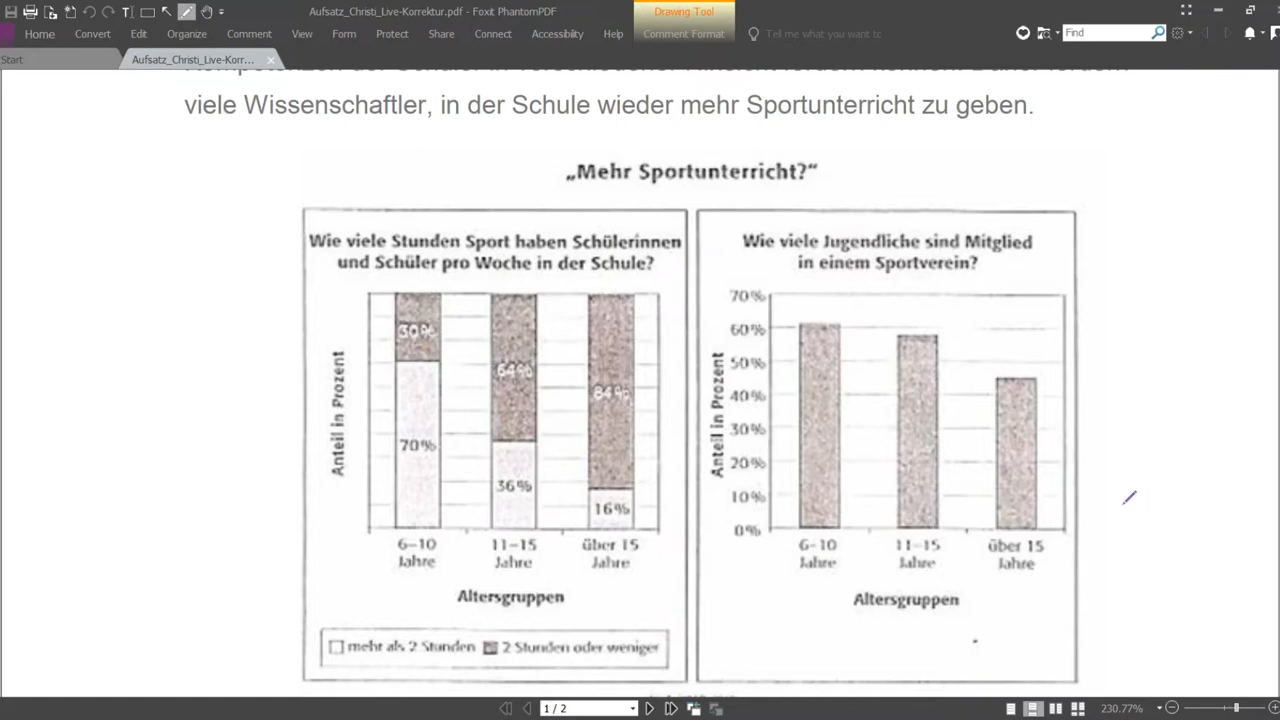 Aufsatz_Christi_Live-Korrektur.pdf - Foxit PhantomPDF
Drawing Tool
Home Convert Edit Organize Comment View Form Protect Share Connect Accessibility Help Comment Format Tell me what you want to Find
Start Aufsatz_Christi_Live-Korr...
viele Wissenschaftler, in der Schule wieder mehr Sportunterricht zu geben.
„Mehr Sportunterricht?“
Wie viele Stunden Sport haben Schülerinnen
und Schüler pro Woche in der Schule?
Anteil in Prozent
30%
64%
84%
70%
36%
16%
6–10 11–15 über 15
Jahre Jahre Jahre
Altersgruppen
mehr als 2 Stunden 2 Stunden oder weniger
Wie viele Jugendliche sind Mitglied
in einem Sportverein?
Anteil in Prozent
70%
60%
50%
40%
30%
20%
10%
0%
6–10 11–15 über 15
Jahre Jahre Jahre
Altersgruppen
1 / 2 230.77%